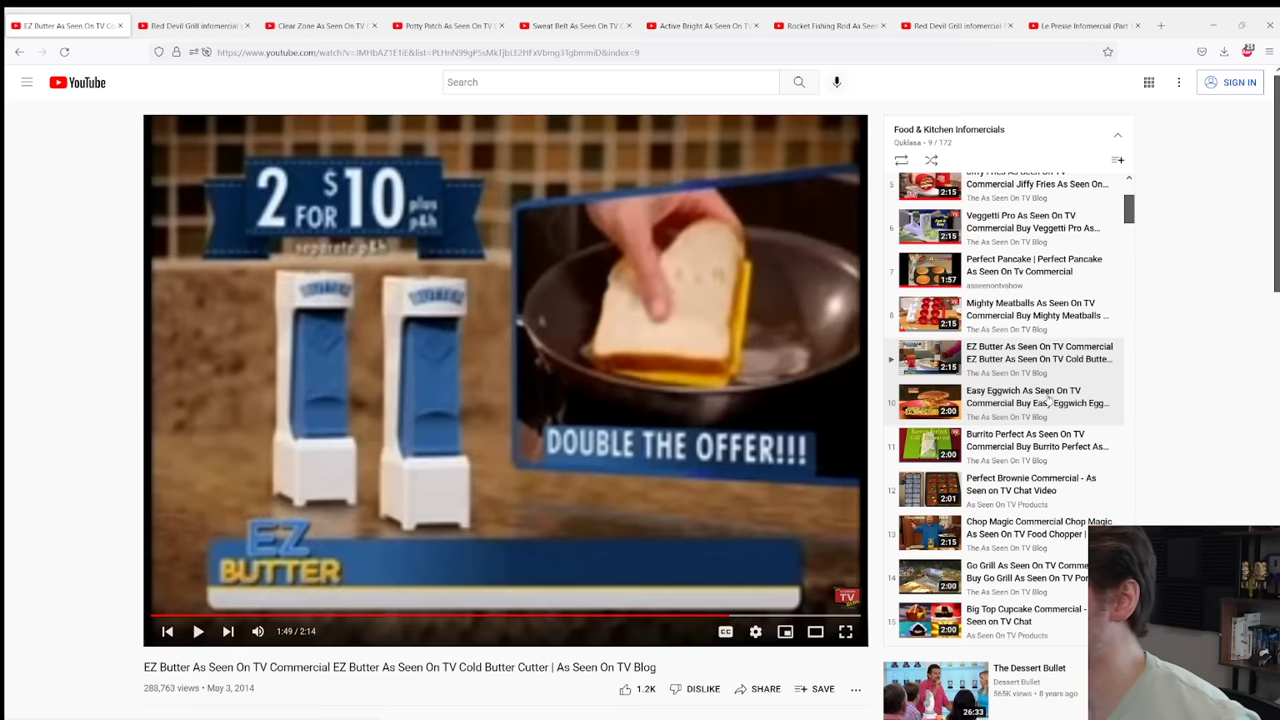 EZ Butter As Seen On TV Co
Red Devil Grill infomercial |
Clear Zone As Seen On TV C
Potty Patch As Seen On TV C
Sweat Belt As Seen On TV C
Active Bright As Seen On TV
Rocket Fishing Rod As Seen
Red Devil Grill infomercial
Le Presse Infomercial (Part
YouTube
Search
SIGN IN
2 FOR $10 plus p&h
separate p&h
DOUBLE THE OFFER!!!
EZ
BUTTER
TV
1:49 / 2:14
CC
Food & Kitchen Infomercials
Quklasa • 9 / 172
5
Jiffy Fries As Seen On TV
Commercial Jiffy Fries As Seen On...
2:15
The As Seen On TV Blog
6
Veggetti Pro As Seen On TV
Commercial Buy Veggetti Pro As...
2:15
The As Seen On TV Blog
7
Perfect Pancake | Perfect Pancake
As Seen On Tv Commercial
1:57
asseenontvshow
8
Mighty Meatballs As Seen On TV
Commercial Buy Mighty Meatballs ...
2:15
The As Seen On TV Blog
EZ Butter As Seen On TV Commercial
EZ Butter As Seen On TV Cold Butte...
2:15
The As Seen On TV Blog
10
Easy Eggwich As Seen On TV
Commercial Buy Easy Eggwich Egg...
2:00
The As Seen On TV Blog
11
Burrito Perfect As Seen On TV
Commercial Buy Burrito Perfect As...
2:00
The As Seen On TV Blog
12
Perfect Brownie Commercial - As
Seen on TV Chat Video
2:01
As Seen On TV Products
13
Chop Magic Commercial Chop Magic
As Seen On TV Food Chopper |
2:15
The As Seen On TV Blog
14
Go Grill As Seen On TV Comme
Buy Go Grill As Seen On TV Por
2:00
The As Seen On TV Blog
15
Big Top Cupcake Commercial -
Seen on TV Chat
2:00
As Seen On TV Products
EZ Butter As Seen On TV Commercial EZ Butter As Seen On TV Cold Butter Cutter | As Seen On TV Blog
288,763 views • May 3, 2014
1.2K
DISLIKE
SHARE
SAVE
The Dessert Bullet
Dessert Bullet
565K views • 8 years ago
26:33